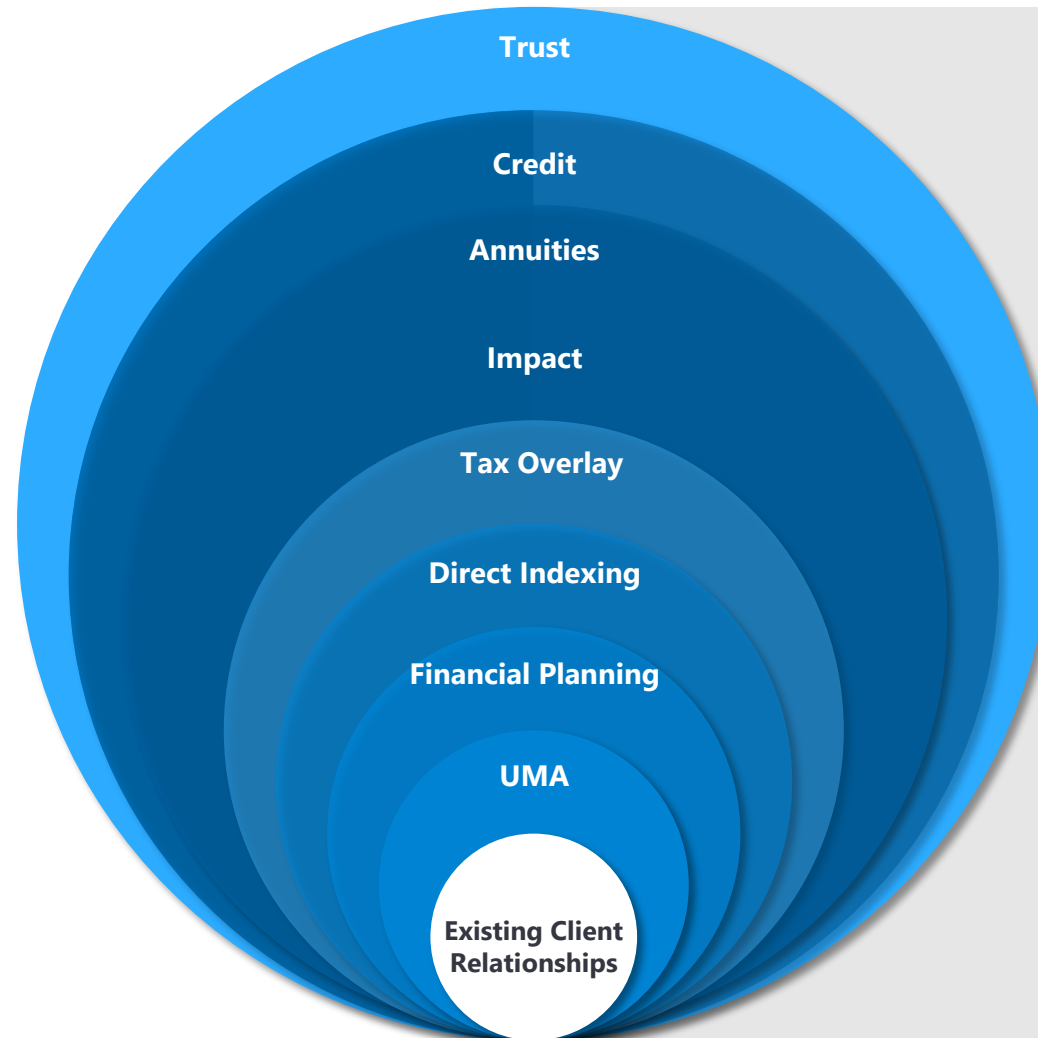 Trust
Credit
Annuities
Impact
Tax Overlay
Direct Indexing
Financial Planning
UMA
Existing Client
Relationships